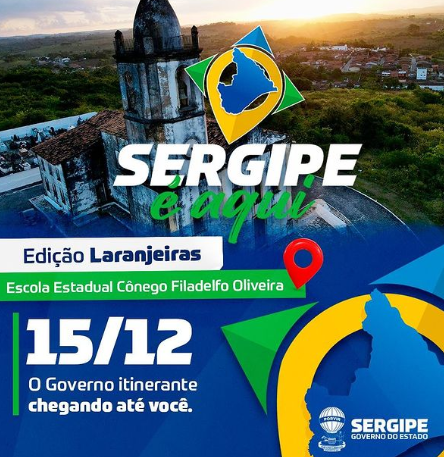 SERGIPE
é aqui
Edição Laranjeiras
Escola Estadual Cônego Filadelfo Oliveira
15/12
O Governo itinerante
chegando até você.
SERGIPE
GOVERNO DO ESTADO